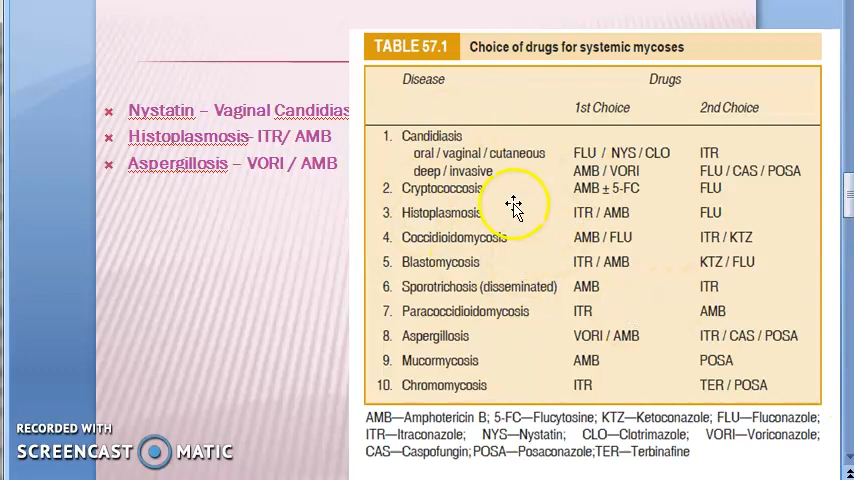 Nystatin – Vaginal Candidias
Histoplasmosis- ITR/ AMB
Aspergillosis – VORI / AMB
TABLE 57.1 Choice of drugs for systemic mycoses
Disease Drugs
1st Choice 2nd Choice
1. Candidiasis
oral / vaginal / cutaneous FLU / NYS / CLO ITR
deep / invasive AMB / VORI FLU / CAS / POSA
2. Cryptococcosis AMB ± 5-FC FLU
3. Histoplasmosis ITR / AMB FLU
4. Coccidioidomycosis AMB / FLU ITR / KTZ
5. Blastomycosis ITR / AMB KTZ / FLU
6. Sporotrichosis (disseminated) AMB ITR
7. Paracoccidioidomycosis ITR AMB
8. Aspergillosis VORI / AMB ITR / CAS / POSA
9. Mucormycosis AMB POSA
10. Chromomycosis ITR TER / POSA
AMB—Amphotericin B; 5-FC—Flucytosine; KTZ—Ketoconazole; FLU—Fluconazole;
ITR—Itraconazole; NYS—Nystatin; CLO—Clotrimazole; VORI—Voriconazole;
CAS—Caspofungin; POSA—Posaconazole;TER—Terbinafine
RECORDED WITH
SCREENCAST MATIC